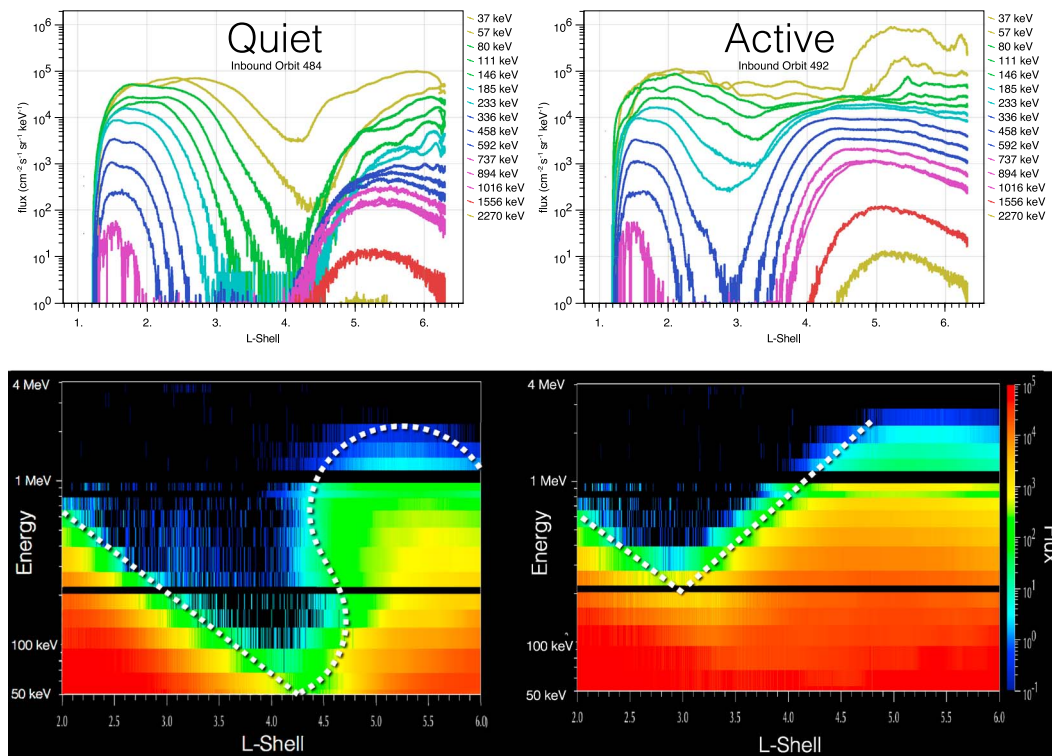 Quiet
Inbound Orbit 484
flux (cm⁻² s⁻¹ sr⁻¹ keV⁻¹)
10⁶
10⁵
10⁴
10³
10²
10¹
10⁰
1. 2. 3. 4. 5. 6.
L-Shell
37 keV
57 keV
80 keV
111 keV
146 keV
185 keV
233 keV
336 keV
458 keV
592 keV
737 keV
894 keV
1016 keV
1556 keV
2270 keV
Active
Inbound Orbit 492
flux (cm⁻² s⁻¹ sr⁻¹ keV⁻¹)
10⁶
10⁵
10⁴
10³
10²
10¹
10⁰
1. 2. 3. 4. 5. 6.
L-Shell
37 keV
57 keV
80 keV
111 keV
146 keV
185 keV
233 keV
336 keV
458 keV
592 keV
737 keV
894 keV
1016 keV
1556 keV
2270 keV
4 MeV
1 MeV
Energy
100 keV
50 keV
2.0 2.5 3.0 3.5 4.0 4.5 5.0 5.5 6.0
L-Shell
4 MeV
1 MeV
Energy
100 keV
50 keV
2.0 2.5 3.0 3.5 4.0 4.5 5.0 5.5 6.0
L-Shell
10⁵
10⁴
10³
10²
10¹
10⁰
10⁻¹
Flux